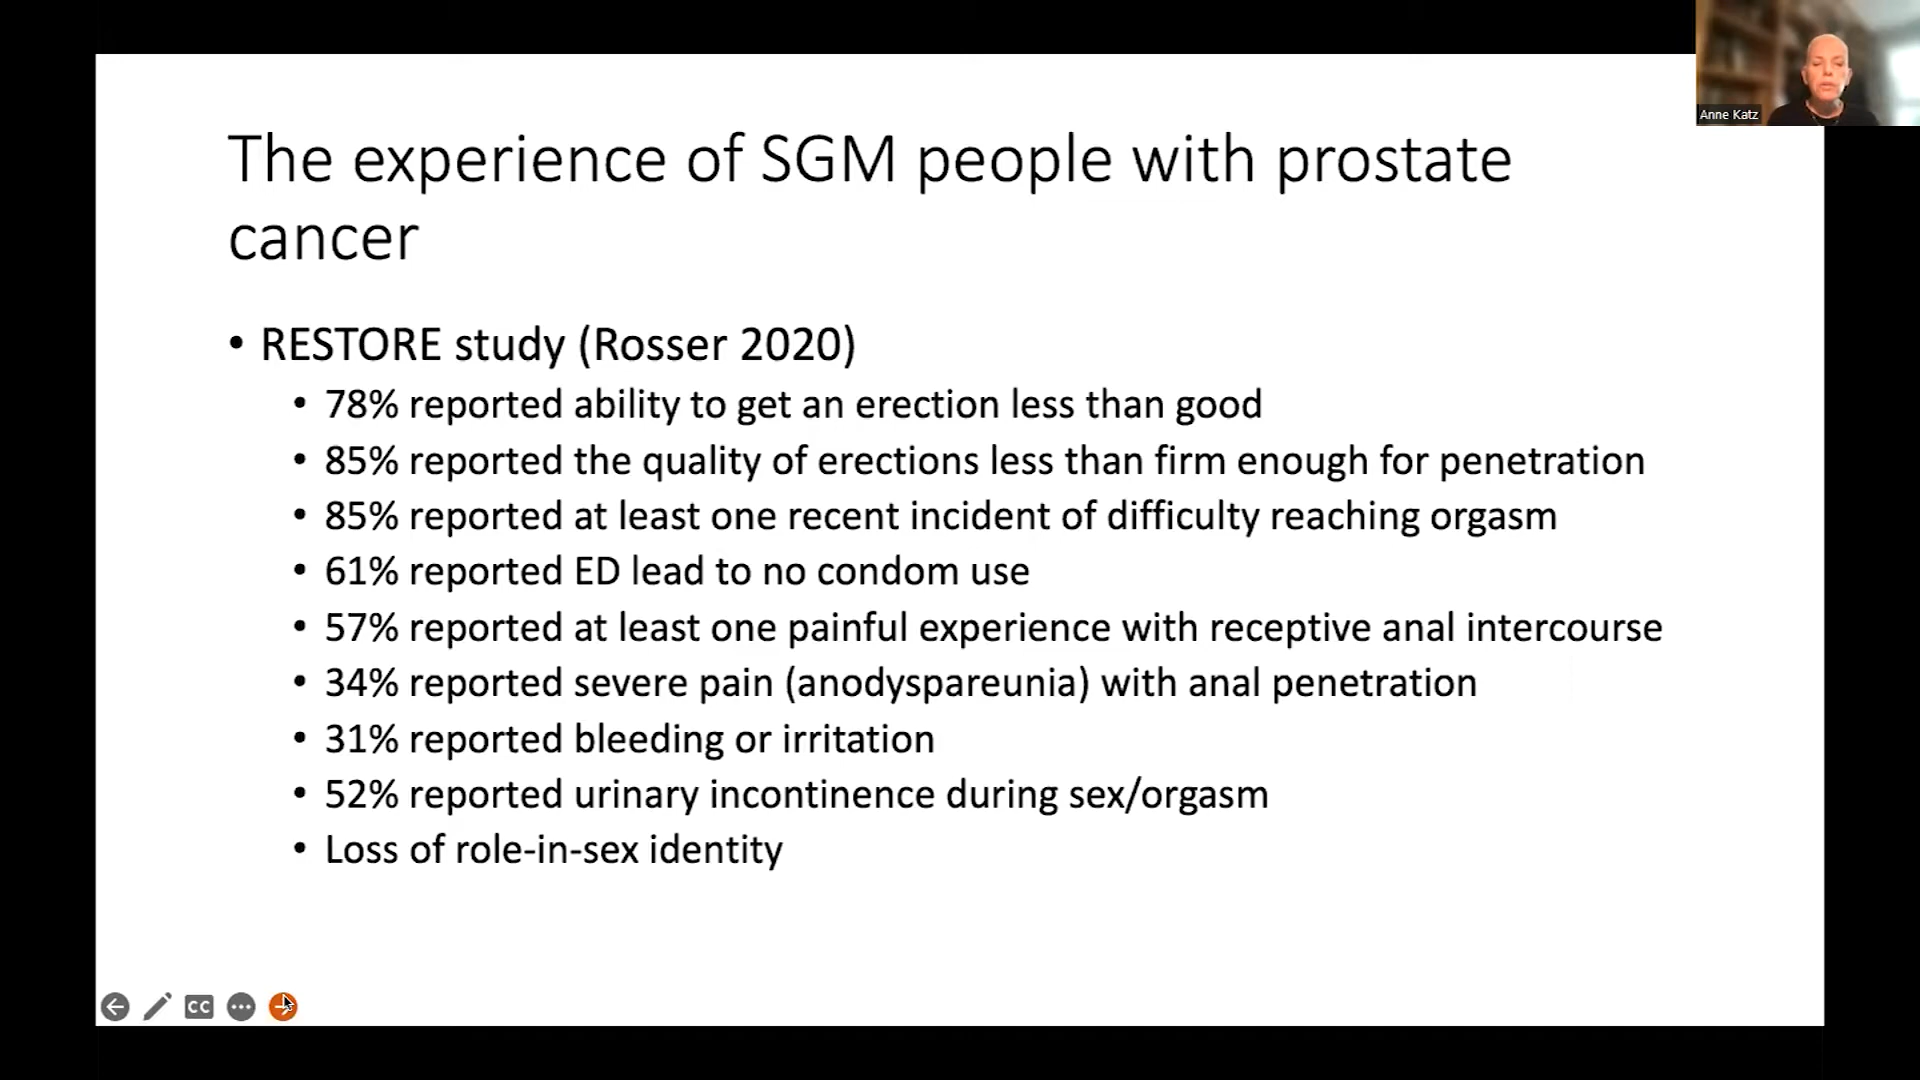 Anne Katz
The experience of SGM people with prostate
cancer
• RESTORE study (Rosser 2020)
• 78% reported ability to get an erection less than good
• 85% reported the quality of erections less than firm enough for penetration
• 85% reported at least one recent incident of difficulty reaching orgasm
• 61% reported ED lead to no condom use
• 57% reported at least one painful experience with receptive anal intercourse
• 34% reported severe pain (anodyspareunia) with anal penetration
• 31% reported bleeding or irritation
• 52% reported urinary incontinence during sex/orgasm
• Loss of role-in-sex identity
CC